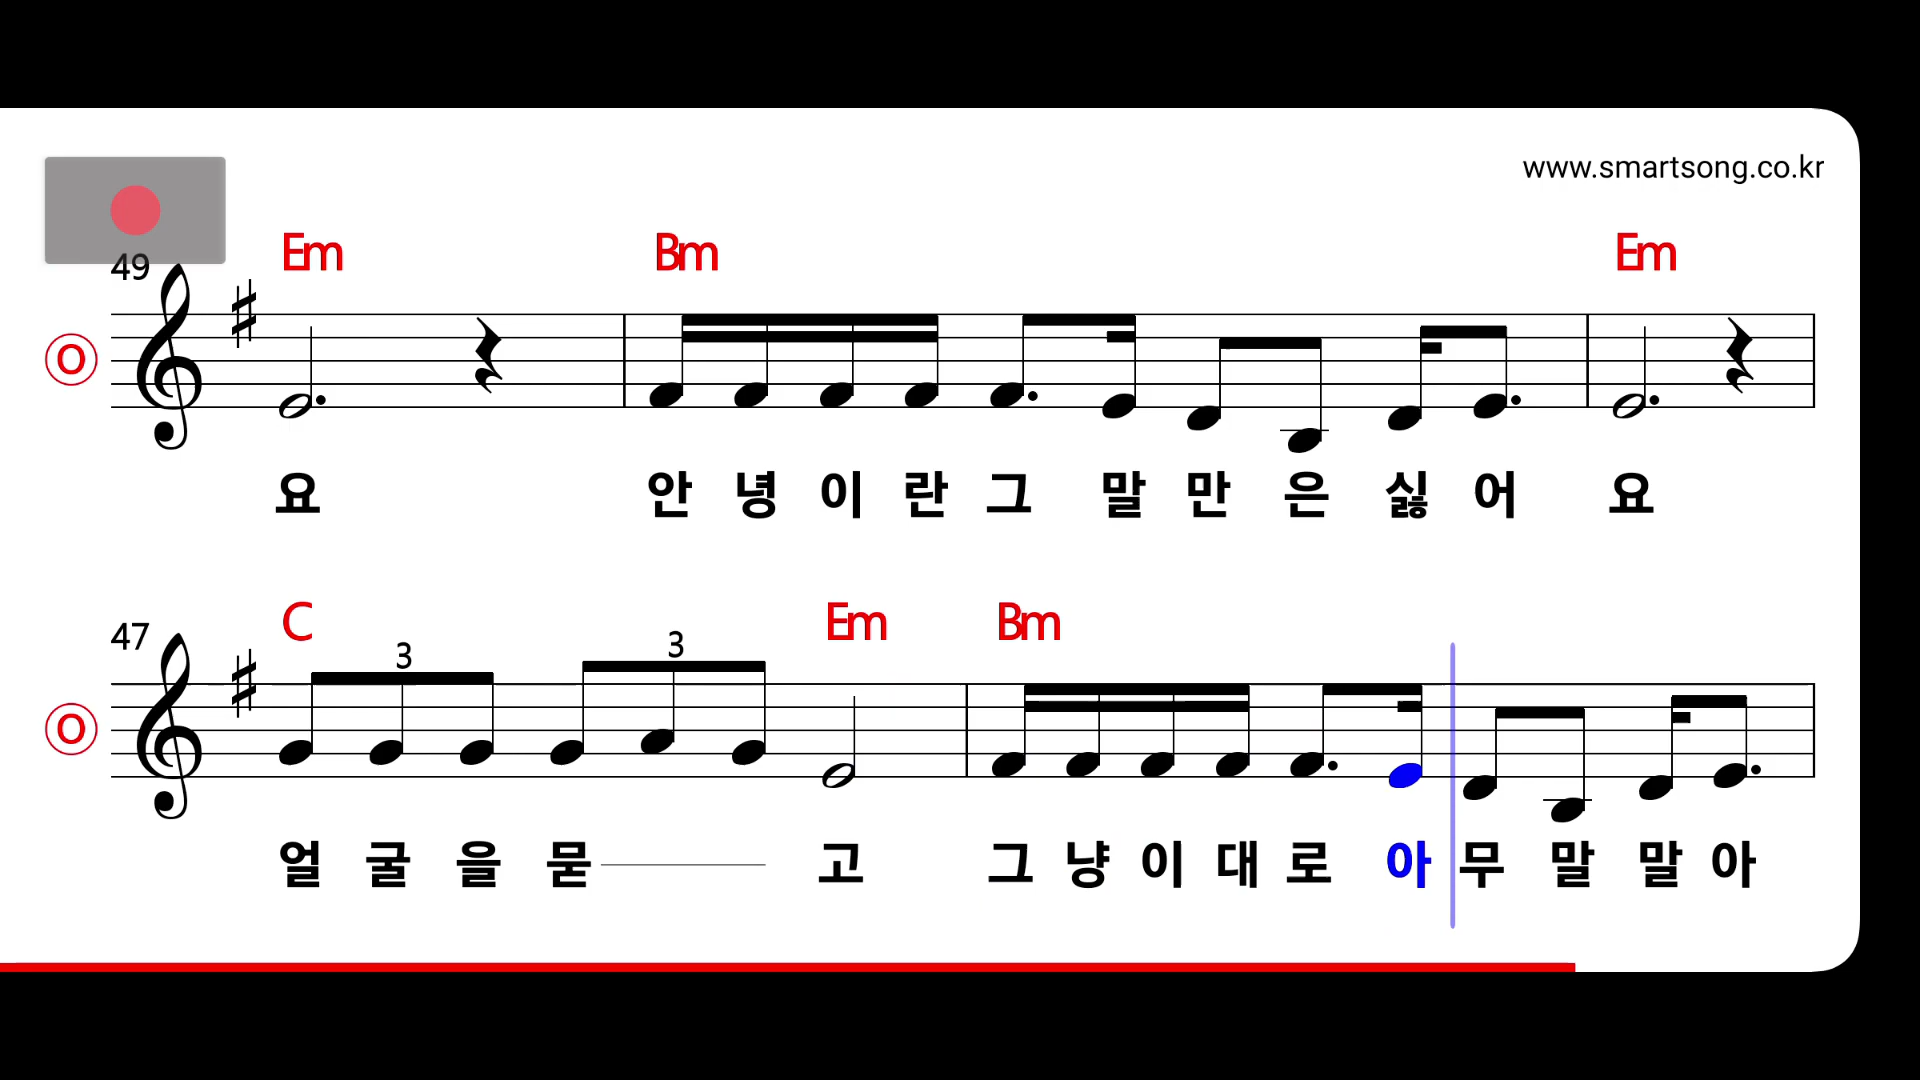 www.smartsong.co.kr
Em Bm Em
49
O
요 안 녕 이 란 그 말 만 은 싫 어 요
C Em Bm
47 3 3
O
얼 굴 을 묻 고 그 냥 이 대 로 아 무 말 말 아